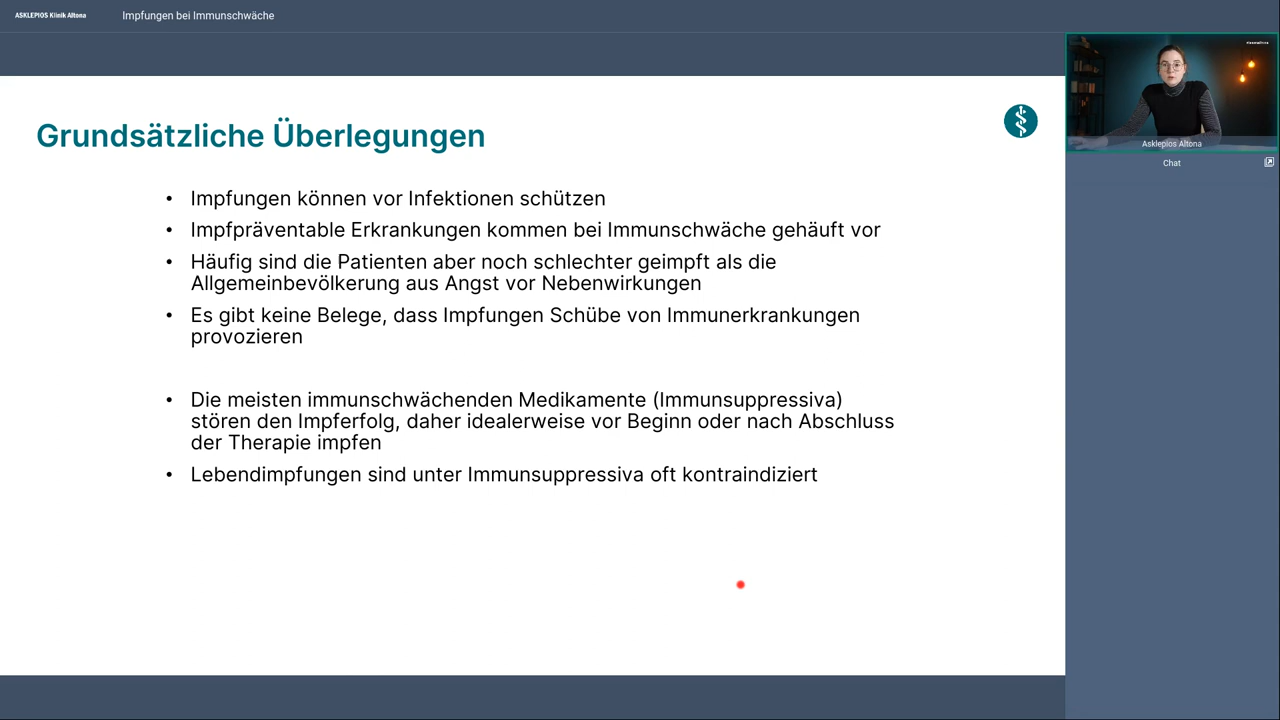 ASKLEPIOS Klinik Altona
Impfungen bei Immunschwäche
Grundsätzliche Überlegungen
• Impfungen können vor Infektionen schützen
• Impfpräventable Erkrankungen kommen bei Immunschwäche gehäuft vor
• Häufig sind die Patienten aber noch schlechter geimpft als die
Allgemeinbevölkerung aus Angst vor Nebenwirkungen
• Es gibt keine Belege, dass Impfungen Schübe von Immunerkrankungen
provozieren
• Die meisten immunschwächenden Medikamente (Immunsuppressiva)
stören den Impferfolg, daher idealerweise vor Beginn oder nach Abschluss
der Therapie impfen
• Lebendimpfungen sind unter Immunsuppressiva oft kontraindiziert
Asklepios Altona
Chat